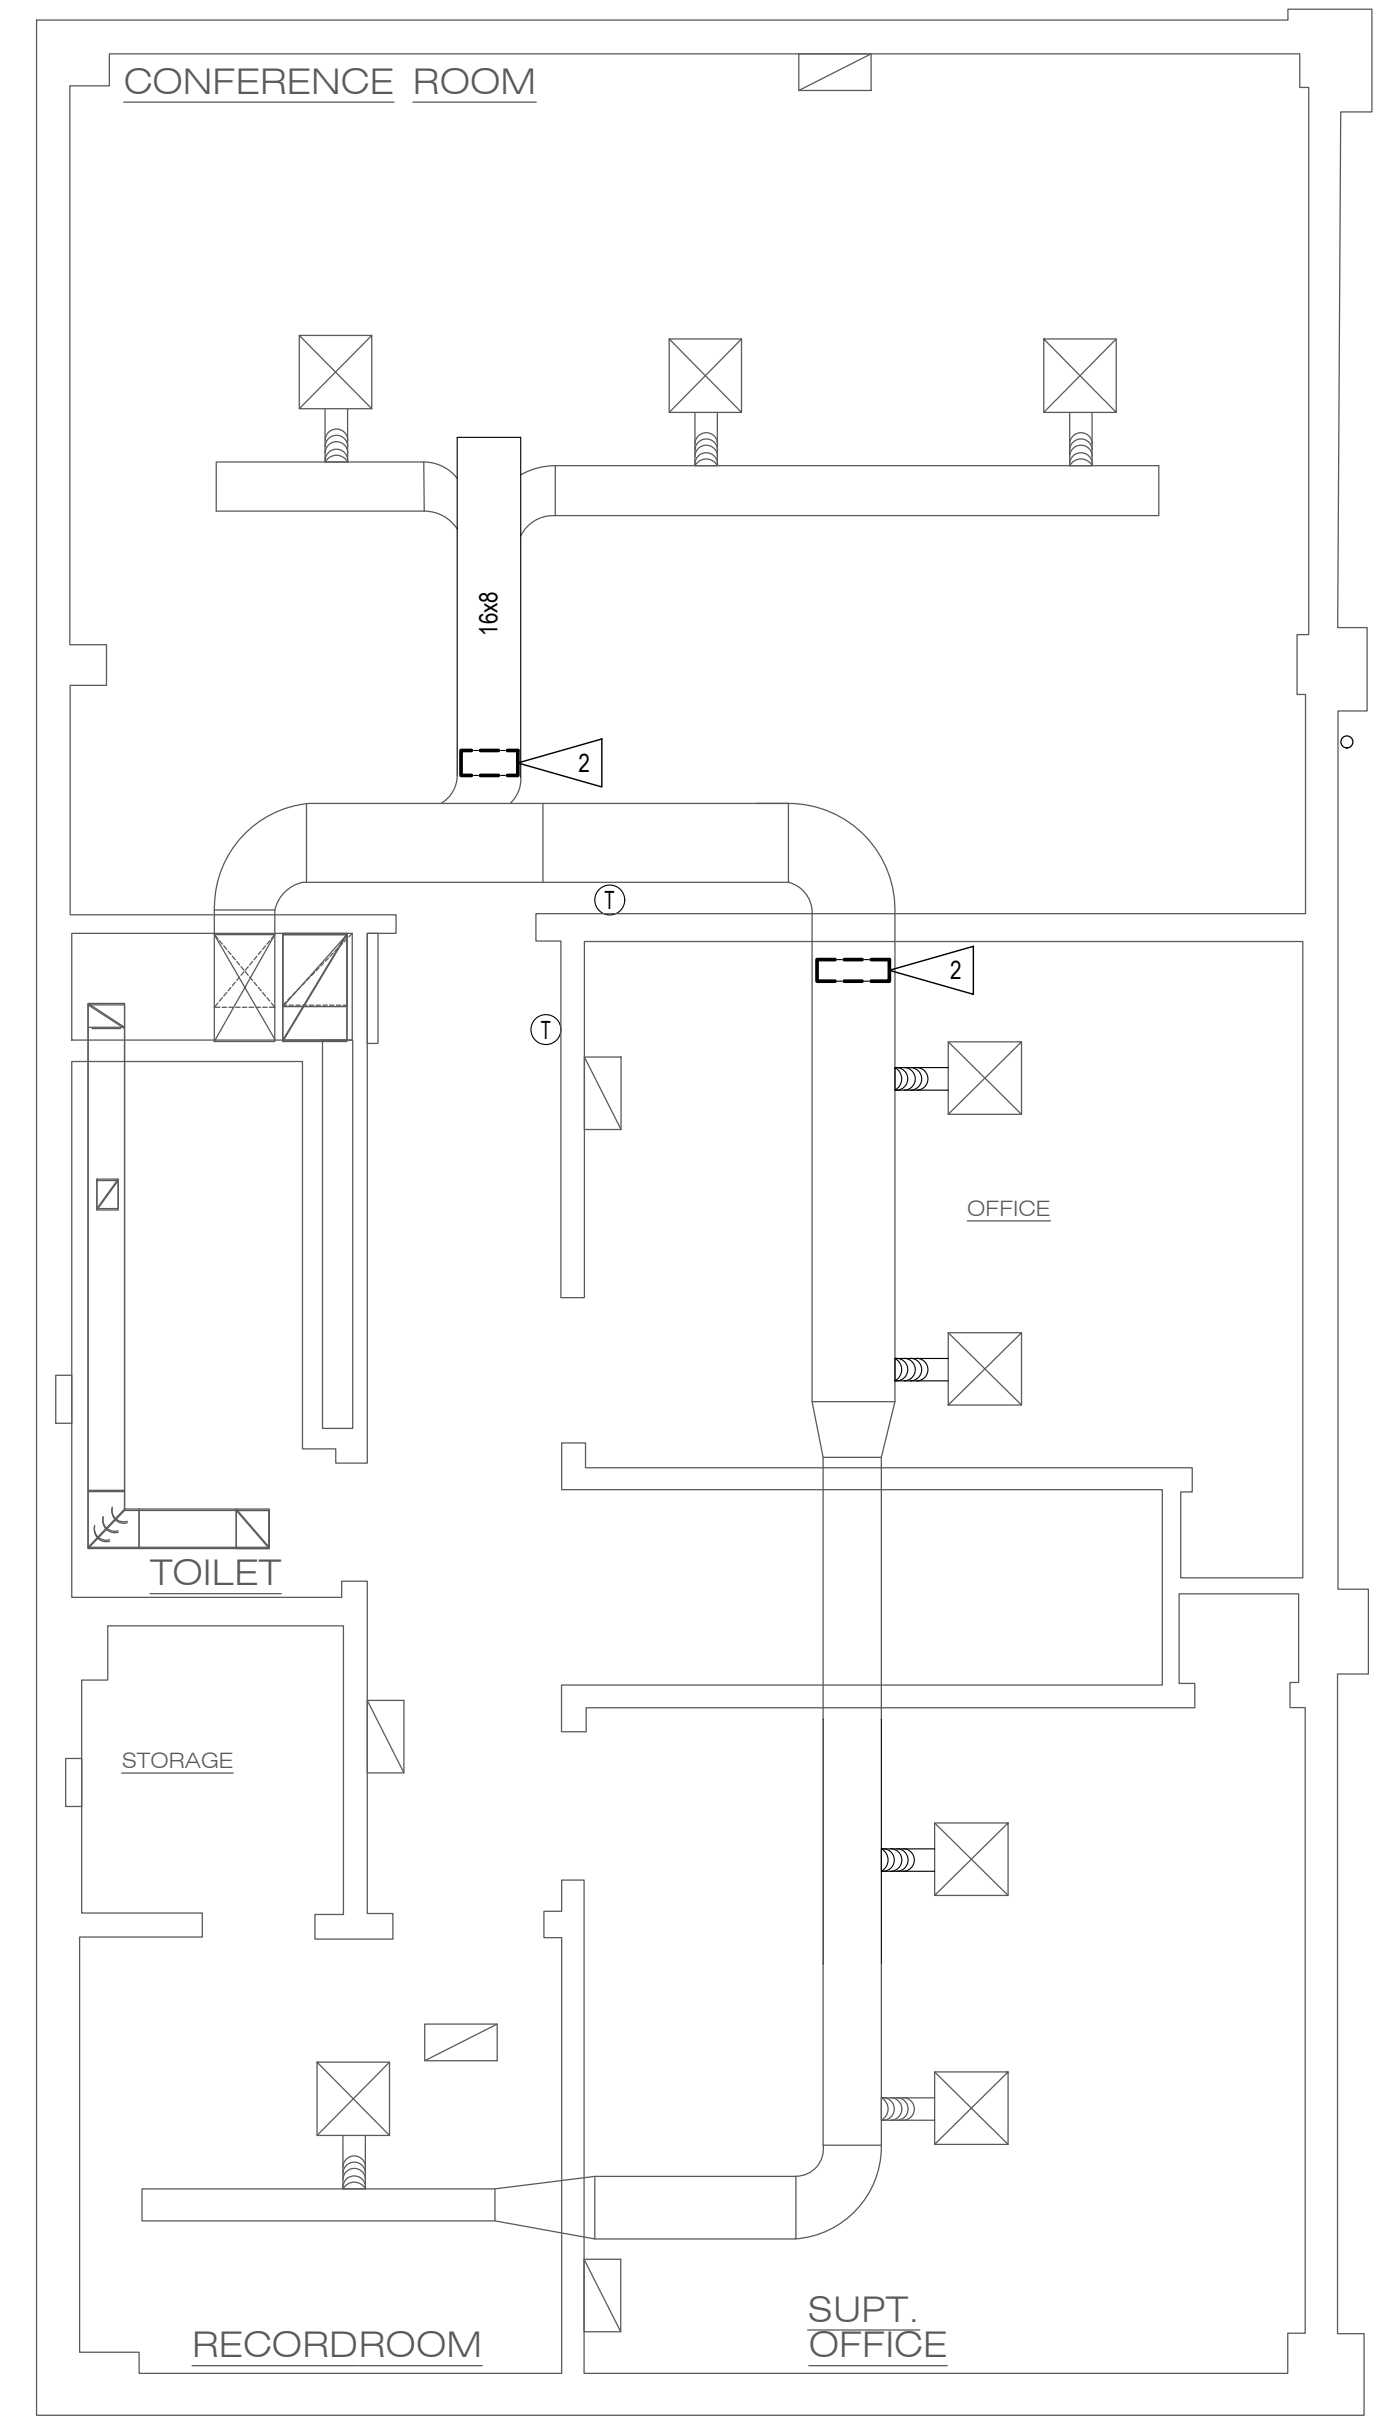 CONFERENCE ROOM
16x8
2
T
2
T
OFFICE
TOILET
STORAGE
SUPT.
OFFICE
RECORDROOM